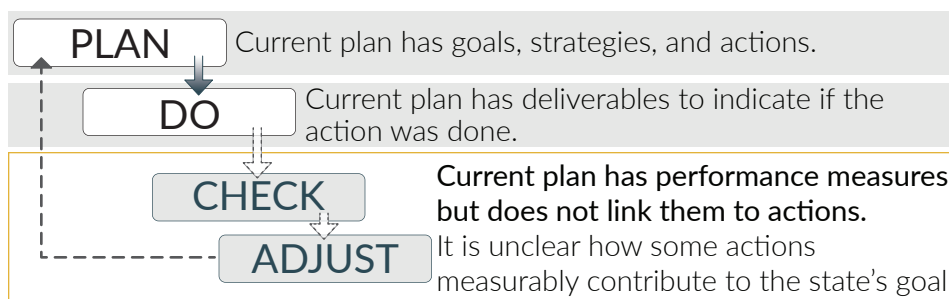 PLAN
Current plan has goals, strategies, and actions.
DO
Current plan has deliverables to indicate if the
action was done.
CHECK
Current plan has performance measures
but does not link them to actions.
ADJUST
It is unclear how some actions
measurably contribute to the state's goal